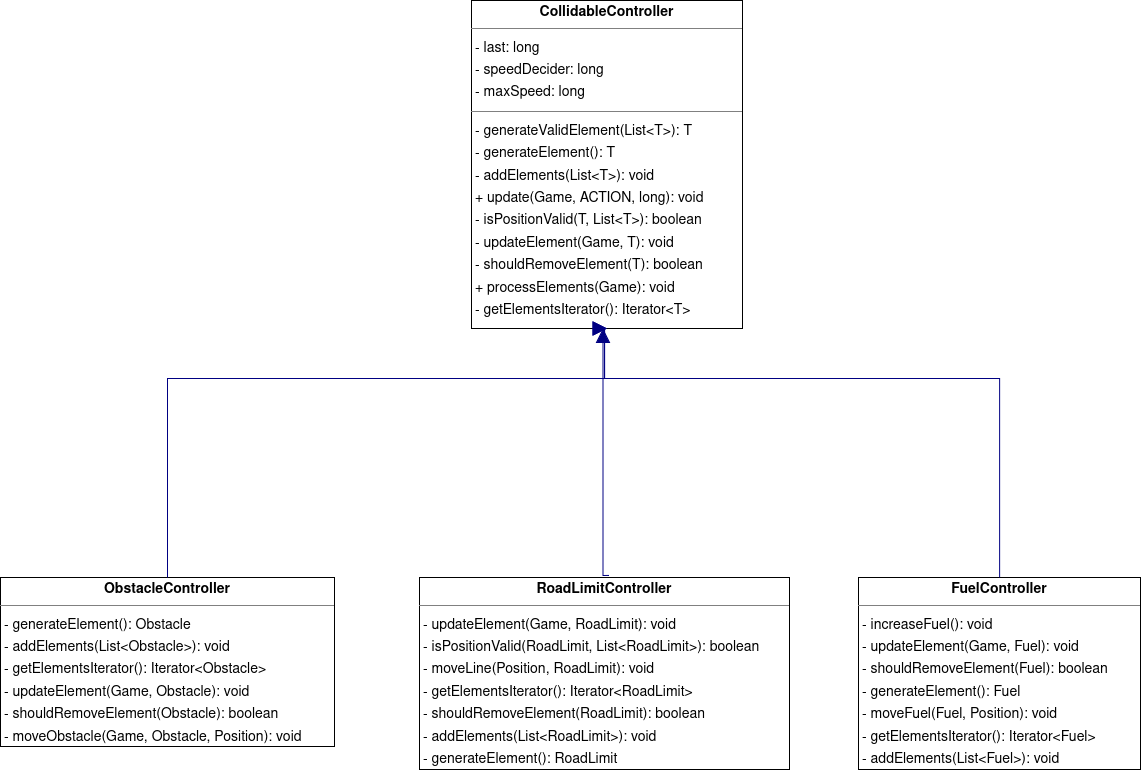 CollidableController
- last: long
- speedDecider: long
- maxSpeed: long
- generateValidElement(List<T>): T
- generateElement(): T
- addElements(List<T>): void
+ update(Game, ACTION, long): void
- isPositionValid(T, List<T>): boolean
- updateElement(Game, T): void
- shouldRemoveElement(T): boolean
+ processElements(Game): void
- getElementsIterator(): Iterator<T>
ObstacleController
- generateElement(): Obstacle
- addElements(List<Obstacle>): void
- getElementsIterator(): Iterator<Obstacle>
- updateElement(Game, Obstacle): void
- shouldRemoveElement(Obstacle): boolean
- moveObstacle(Game, Obstacle, Position): void
RoadLimitController
- updateElement(Game, RoadLimit): void
- isPositionValid(RoadLimit, List<RoadLimit>): boolean
- moveLine(Position, RoadLimit): void
- getElementsIterator(): Iterator<RoadLimit>
- shouldRemoveElement(RoadLimit): boolean
- addElements(List<RoadLimit>): void
- generateElement(): RoadLimit
FuelController
- increaseFuel(): void
- updateElement(Game, Fuel): void
- shouldRemoveElement(Fuel): boolean
- generateElement(): Fuel
- moveFuel(Fuel, Position): void
- getElementsIterator(): Iterator<Fuel>
- addElements(List<Fuel>): void